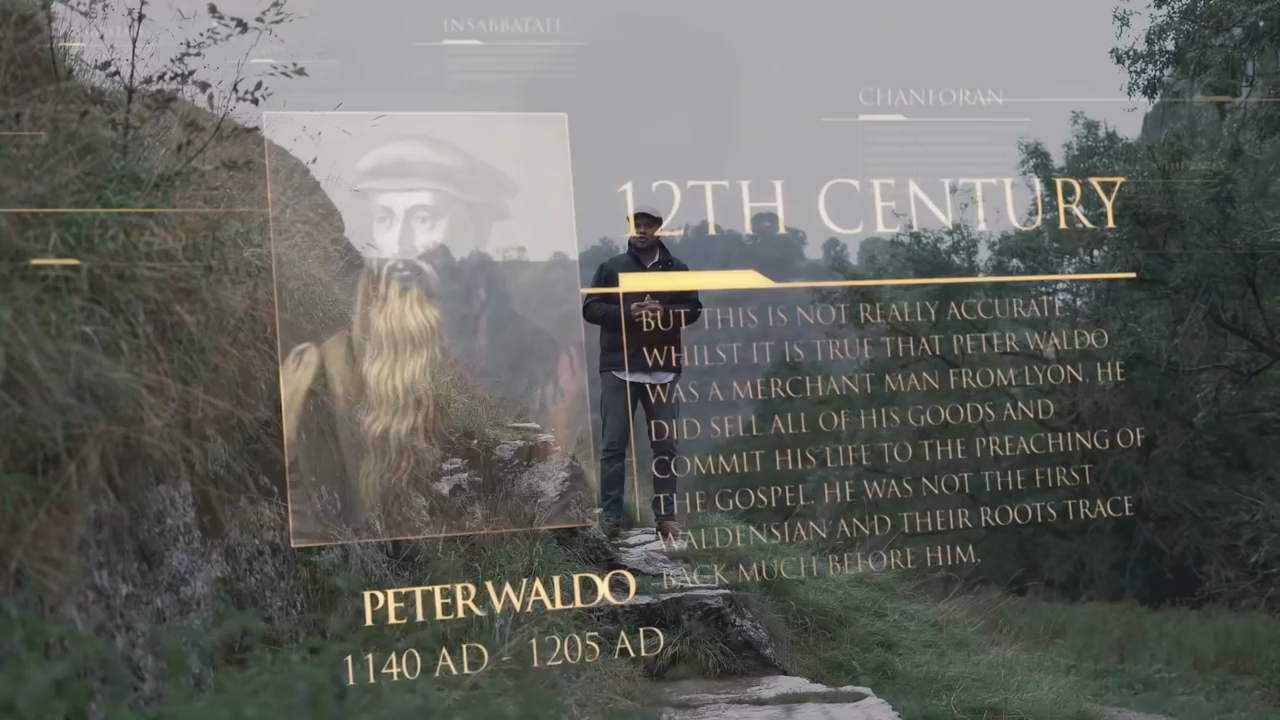 INSABBATATI
CHANFORAN
12TH CENTURY
BUT THIS IS NOT REALLY ACCURATE
WHILST IT IS TRUE THAT PETER WALDO
WAS A MERCHANT MAN FROM LYON, HE
DID SELL ALL OF HIS GOODS AND
COMMIT HIS LIFE TO THE PREACHING OF
THE GOSPEL, HE WAS NOT THE FIRST
WALDENSIAN AND THEIR ROOTS TRACE
BACK MUCH BEFORE HIM.
PETER WALDO
1140 AD - 1205 AD